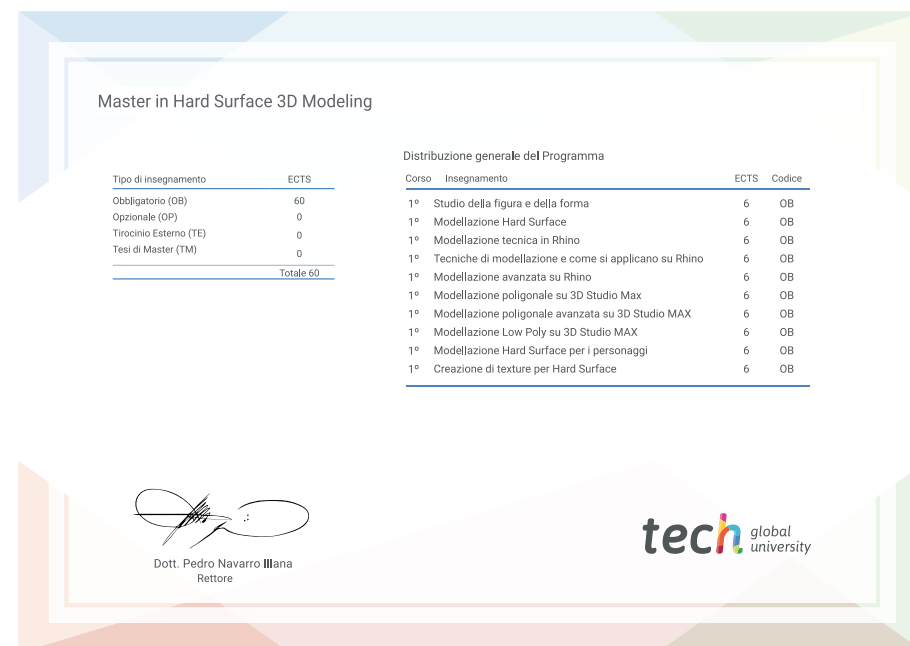 Master in Hard Surface 3D Modeling
Tipo di insegnamento ECTS
Obbligatorio (OB) 60
Opzionale (OP) 0
Tirocinio Esterno (TE) 0
Tesi di Master (TM) 0
Totale 60
Distribuzione generale del Programma
Corso Insegnamento ECTS Codice
1º Studio della figura e della forma 6 OB
1º Modellazione Hard Surface 6 OB
1º Modellazione tecnica in Rhino 6 OB
1º Tecniche di modellazione e come si applicano su Rhino 6 OB
1º Modellazione avanzata su Rhino 6 OB
1º Modellazione poligonale su 3D Studio Max 6 OB
1º Modellazione poligonale avanzata su 3D Studio MAX 6 OB
1º Modellazione Low Poly su 3D Studio MAX 6 OB
1º Modellazione Hard Surface per i personaggi 6 OB
1º Creazione di texture per Hard Surface 6 OB
Dott. Pedro Navarro Illana
Rettore
tech global university